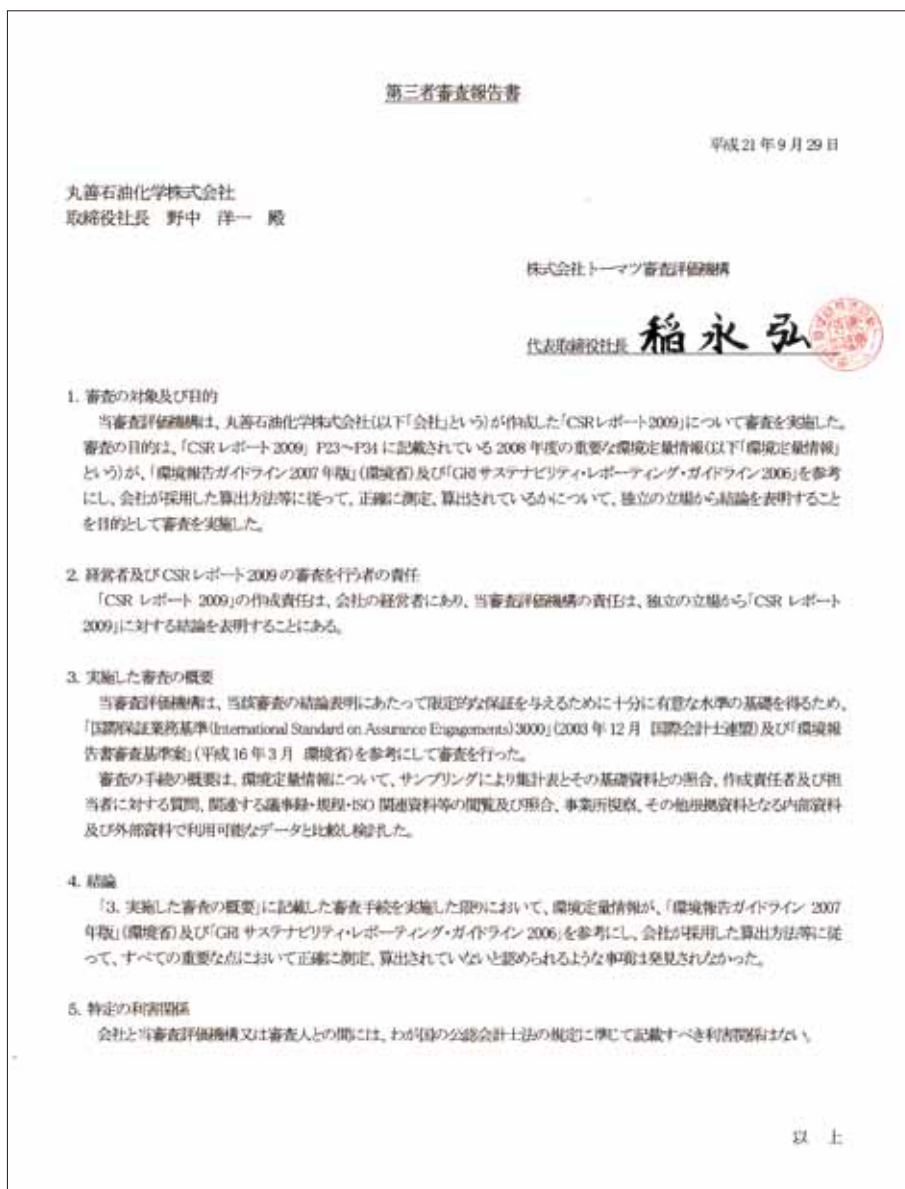 第三者審査報告書
平成21年9月29日
丸善石油化学株式会社
取締役社長 野中 洋一 殿
株式会社トーマツ審査評価機構
代表取締役社長 稲永弘
1. 審査の対象及び目的
当審査評価機構は、丸善石油化学株式会社(以下「会社」という)が作成した「CSRレポート2009」について審査を実施した。
審査の目的は、「CSRレポート2009」P23～P34に記載されている2008年度の重要な環境定量情報(以下「環境定量情報」
という)が、「環境報告ガイドライン2007年版」(環境省)及び「GRIサステナビリティ・レポーティング・ガイドライン2006」を参考
にし、会社が採用した算出方法等に従って、正確に測定、算出されているかについて、独立の立場から結論を表明すること
を目的として審査を実施した。
2. 経営者及びCSRレポート2009の審査を行う者の責任
「CSR レポート 2009」の作成責任は、会社の経営者にあり、当審査評価機構の責任は、独立の立場から「CSR レポート
2009」に対する結論を表明することにある。
3. 実施した審査の概要
当審査評価機構は、当該審査の結論表明にあたって限定的な保証を与えるために十分に有意な水準の基礎を得るため、
「国際保証業務基準(International Standard on Assurance Engagements)3000」(2003年12月 国際会計士連盟)及び「環境報
告書審査基準案」(平成16年3月 環境省)を参考にして審査を行った。
審査の手続の概要は、環境定量情報について、サンプリングにより集計表とその基礎資料との照合、作成責任者及び担
当者に対する質問、関連する議事録・規程・ISO 関連資料等の閲覧及び照合、事業所視察、その他根拠資料となる内部資料
及び外部資料で利用可能なデータと比較し検討した。
4. 結論
「3. 実施した審査の概要」に記載した審査手続を実施した限りにおいて、環境定量情報が、「環境報告ガイドライン 2007
年版」(環境省)及び「GRI サステナビリティ・レポーティング・ガイドライン 2006」を参考にし、会社が採用した算出方法等に従
って、すべての重要な点において正確に測定、算出されていないと認められるような事項は発見されなかった。
5. 特定の利害関係
会社と当審査評価機構又は審査人との間には、わが国の公認会計士法の規定に準じて記載すべき利害関係はない。
以 上